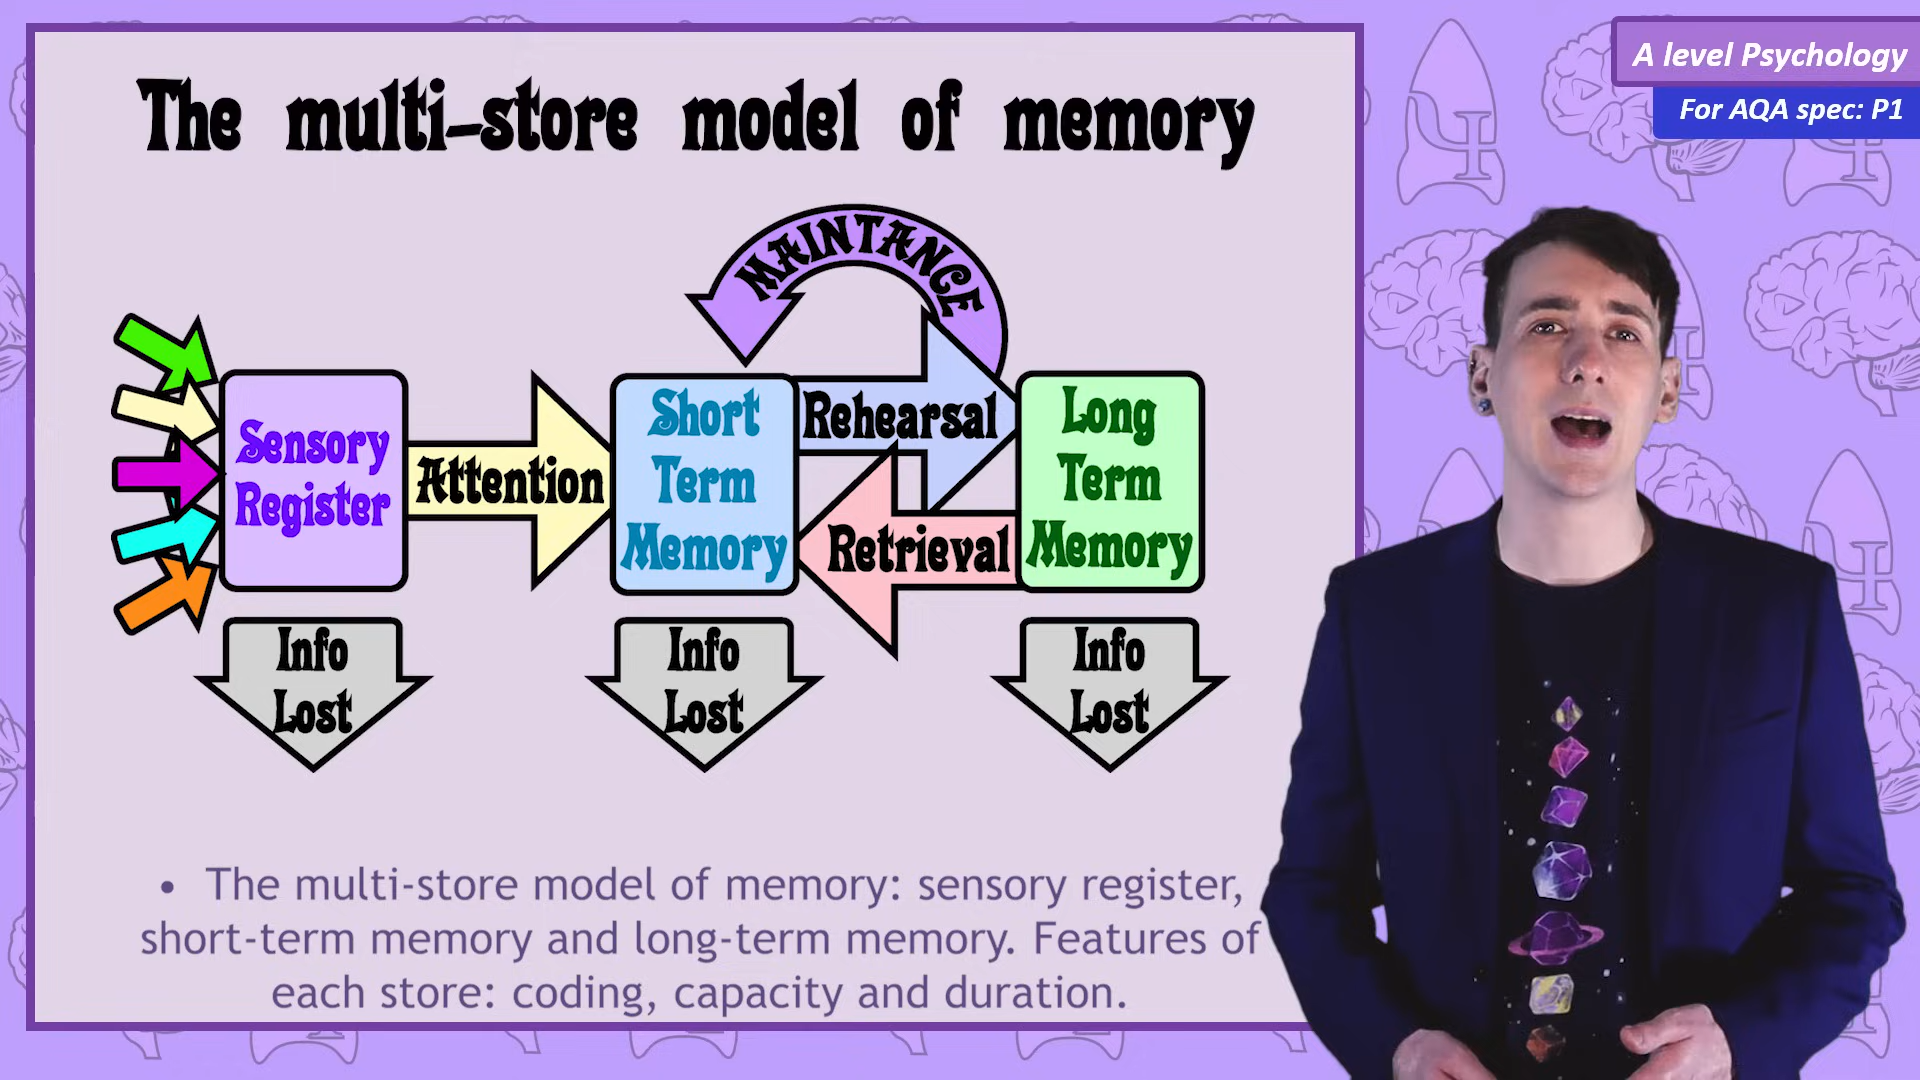 The multi-store model of memory
A level Psychology
For AQA spec: P1
MAINTANCE
Sensory
Register
Attention
Short
Term
Memory
Rehearsal
Retrieval
Long
Term
Memory
Info
Lost
Info
Lost
Info
Lost
• The multi-store model of memory: sensory register,
short-term memory and long-term memory. Features of
each store: coding, capacity and duration.